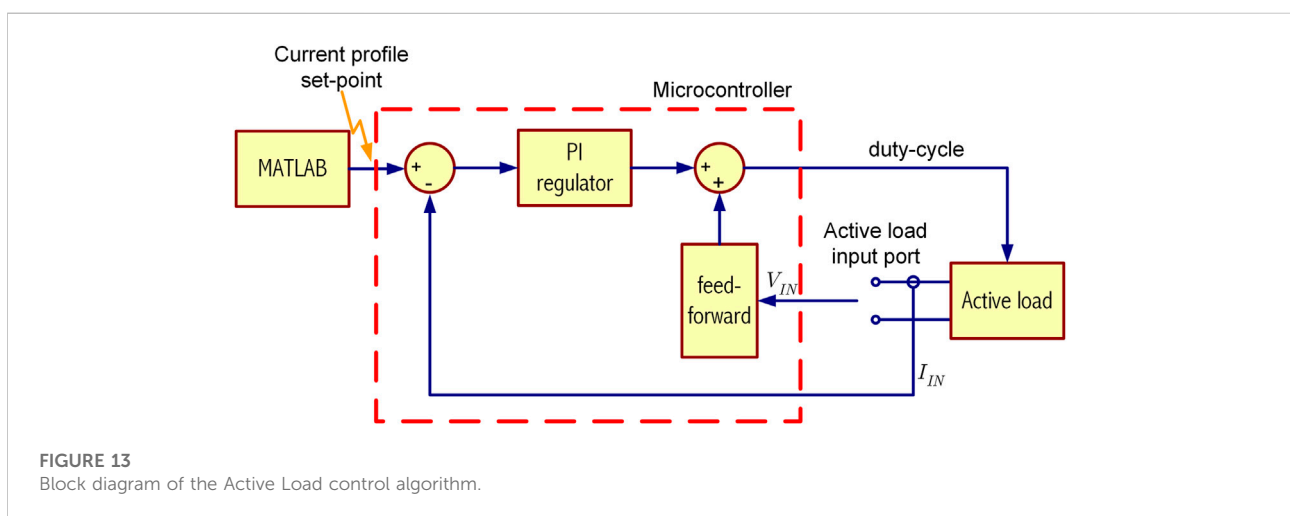 Current profile
set-point
Microcontroller
MATLAB
+
-
PI
regulator
+
+
duty-cycle
Active load
input port
feed-
forward
V_IN
Active load
I_IN
FIGURE 13
Block diagram of the Active Load control algorithm.